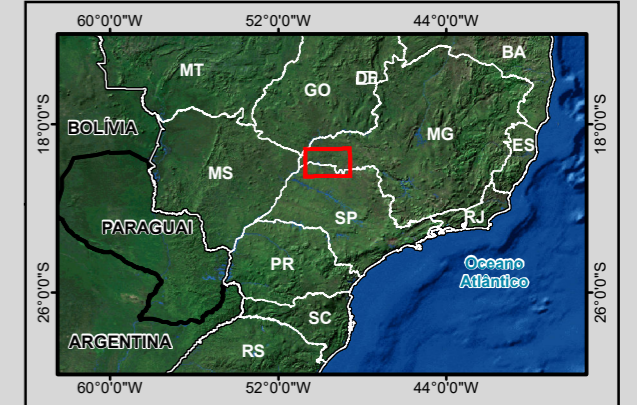 60°0'0"W 52°0'0"W 44°0'0"W
BA
MT
DF
GO
18°0'0"S
BOLÍVIA
MG
18°0'0"S
ES
MS
SP
RJ
PARAGUAI
PR
Oceano
Atlântico
26°0'0"S
26°0'0"S
SC
ARGENTINA
RS
60°0'0"W 52°0'0"W 44°0'0"W